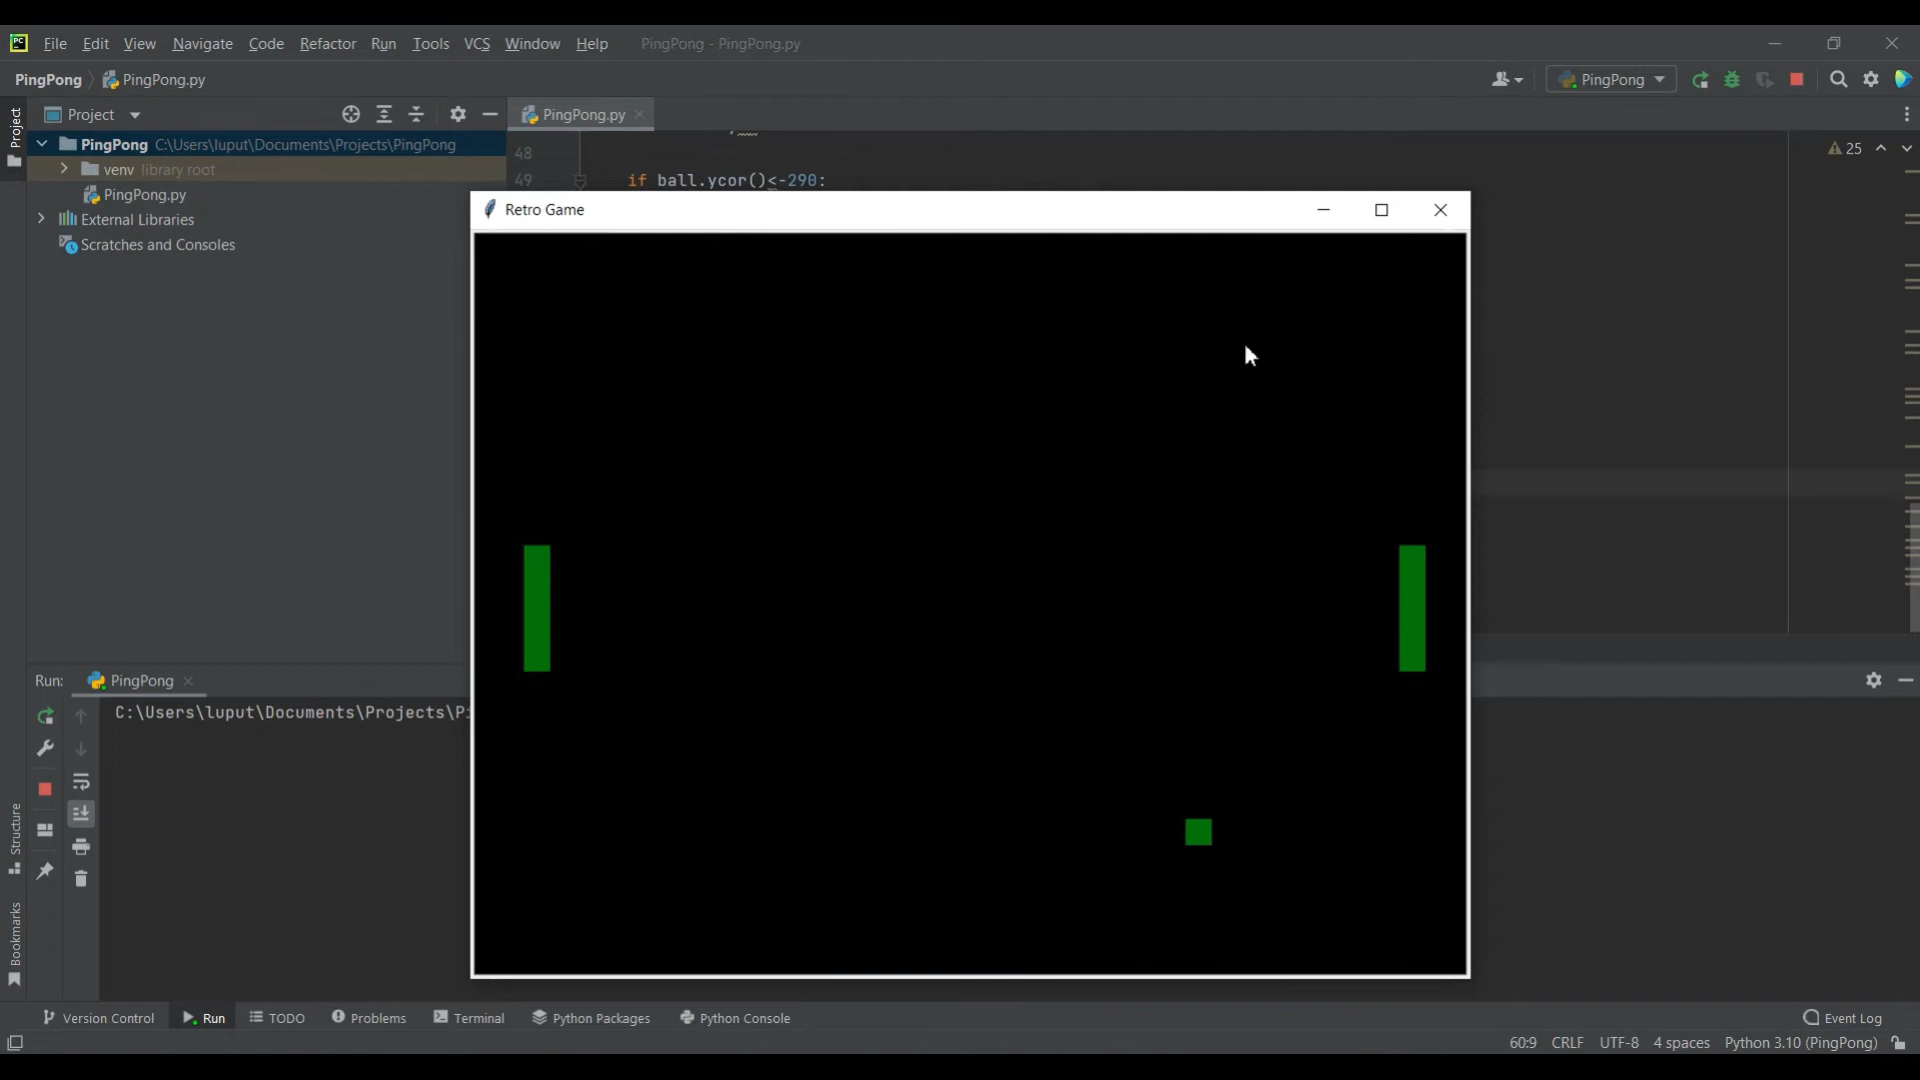 PC File Edit View Navigate Code Refactor Run Tools VCS Window Help PingPong - PingPong.py
PingPong PingPong.py PingPong
Project Project PingPong.py
PingPong C:\Users\luput\Documents\Projects\PingPong
48
25
venv library root
49 if ball.ycor()<-290:
PingPong.py
Retro Game
External Libraries
Scratches and Consoles
Run: PingPong
C:\Users\luput\Documents\Projects\P
Structure
Bookmarks
Version Control Run TODO Problems Terminal Python Packages Python Console Event Log
60:9 CRLF UTF-8 4 spaces Python 3.10 (PingPong)